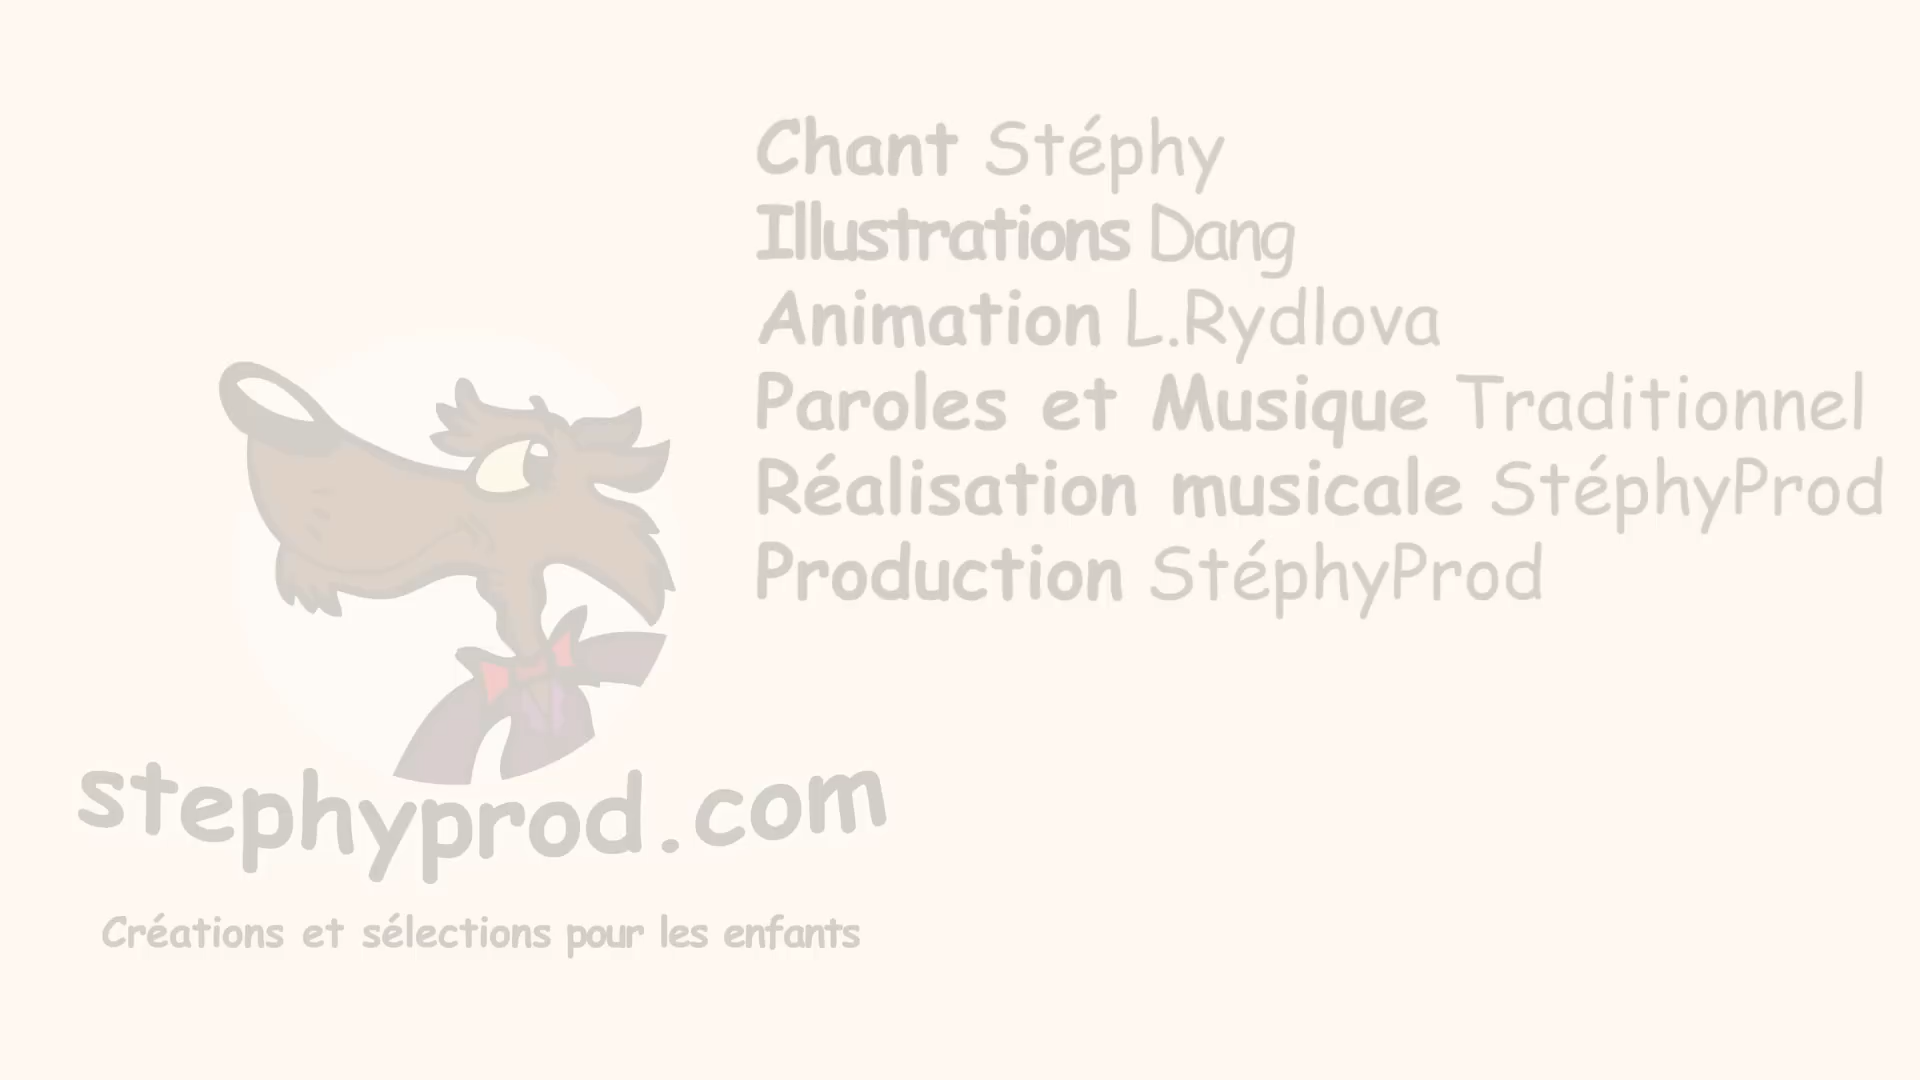 Chant Stéphy
Illustrations Dang
Animation L.Rydlova
Paroles et Musique Traditionnel
Réalisation musicale StéphyProd
Production StéphyProd
stephyprod.com
Créations et sélections pour les enfants